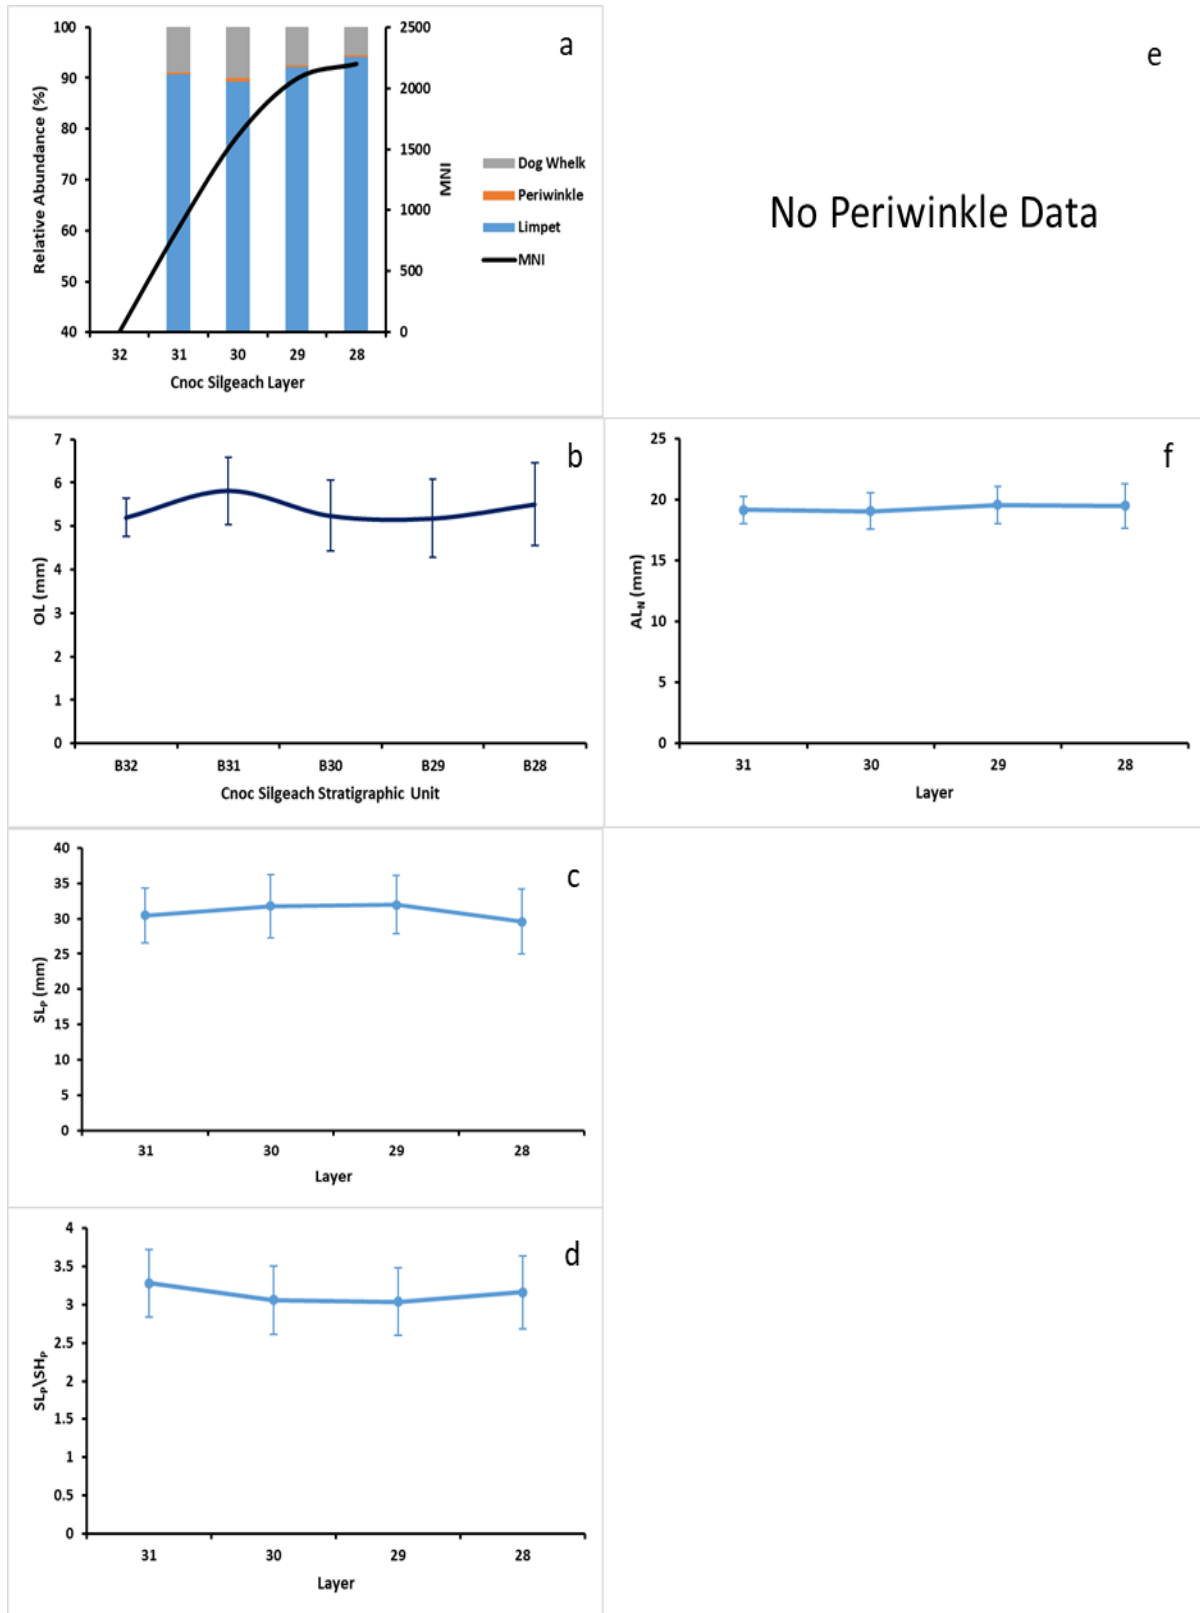 a
100
90
80
70
60
50
40
Relative Abundance (%)
2500
2000
1500
1000
500
0
MNI
Dog Whelk
Periwinkle
Limpet
MNI
32 31 30 29 28
Cnoc Silgeach Layer
e
No Periwinkle Data
b
7
6
5
4
3
2
1
0
OL (mm)
B32 B31 B30 B29 B28
Cnoc Silgeach Stratigraphic Unit
f
25
20
15
10
5
0
AL_N (mm)
31 30 29 28
Layer
c
40
35
30
25
20
15
10
5
0
SL_P (mm)
31 30 29 28
Layer
d
4
3.5
3
2.5
2
1.5
1
0.5
0
SL_P\SH_P
31 30 29 28
Layer